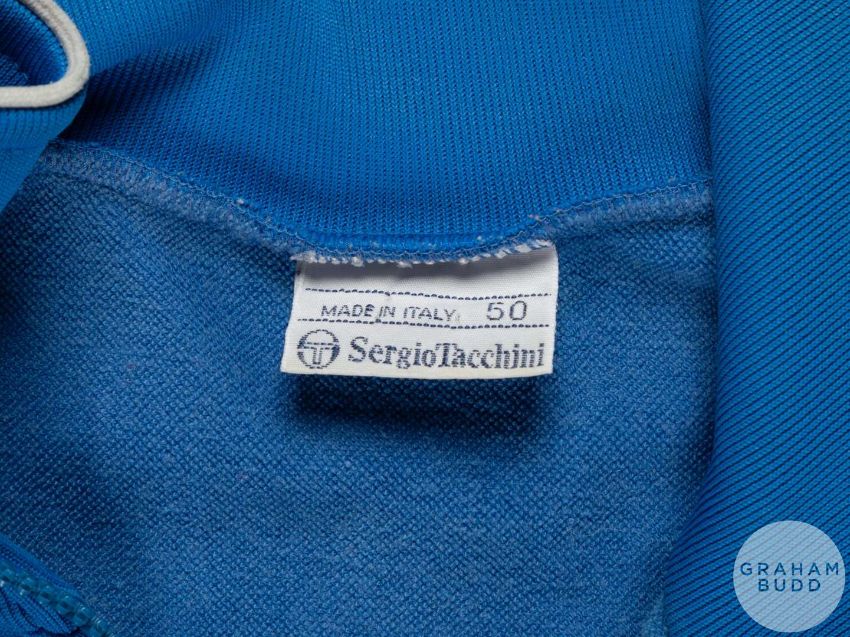 MADE IN ITALY. 50
SergioTacchini
GRAHAM
BUDD